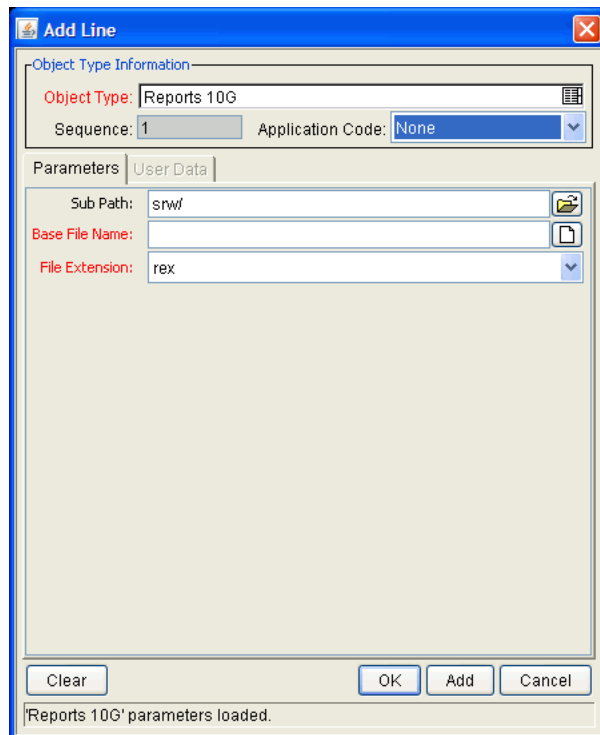 Add Line
Object Type Information
Object Type: Reports 10G
Sequence: 1 Application Code: None
Parameters User Data
Sub Path: srw/
Base File Name:
File Extension: rex
Clear OK Add Cancel
'Reports 10G' parameters loaded.